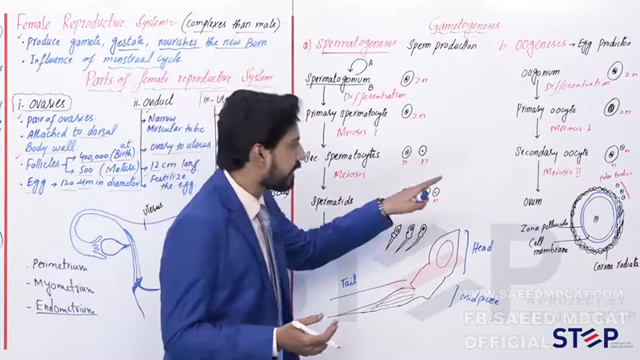 Female Reproductive System:- (complexes than male)
• produce gamete, gestate, nourishes the new Born
• Influence of menstrual cycle
Parts of female reproductive System
i- ovaries
• pair of ovaries
• Attached to dorsal
Body wall
• Follicles 400,000 (at Birth)
500 (Mature)
• Egg → 120 μm in diameter
ii. oviduct
• Narrow
Muscular tube
• Ovary to uterus
• 12 cm long
• Fertilize the egg
iii-
uterus
. Perimetrium
- Myometrium
. Endometrium
Gametogenesis
a) Spermatogenesis Sperm production
Spermatogonium A B 2n
Differentiation
Primary Spermatocyte 2n
Meiosis I
Sec. Spermatocytes n n
Meiosis
Spermatids n
Head
Midpiece
Tail
b. Oogenesis → Egg Production
Oogonium 2n
Differentiation
Primary oocyte 2n
Meiosis I
Secondary oocyte n n
Meiosis II
Polar Bodies
Ovum
Zona pellucida
Cell membrane
Corona radiata
WWW.SAEEDMDCAT.COM
FB/SAEED MDCAT
OFFICIAL
STEP